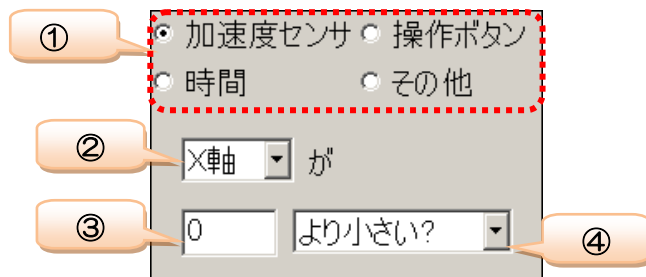 ① 加速度センサ 操作ボタン
時間 その他
② X軸 が
③ 0 より小さい? ④